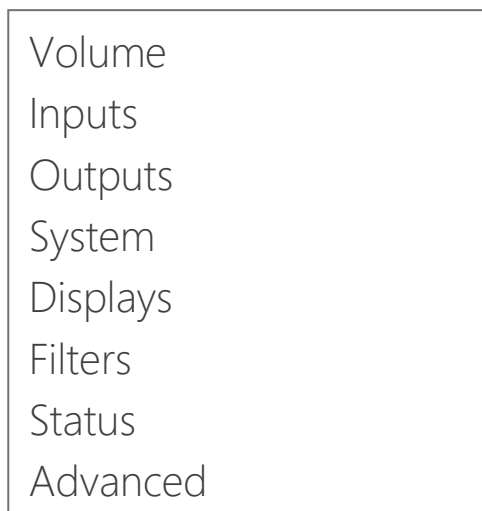 Volume
Inputs
Outputs
System
Displays
Filters
Status
Advanced